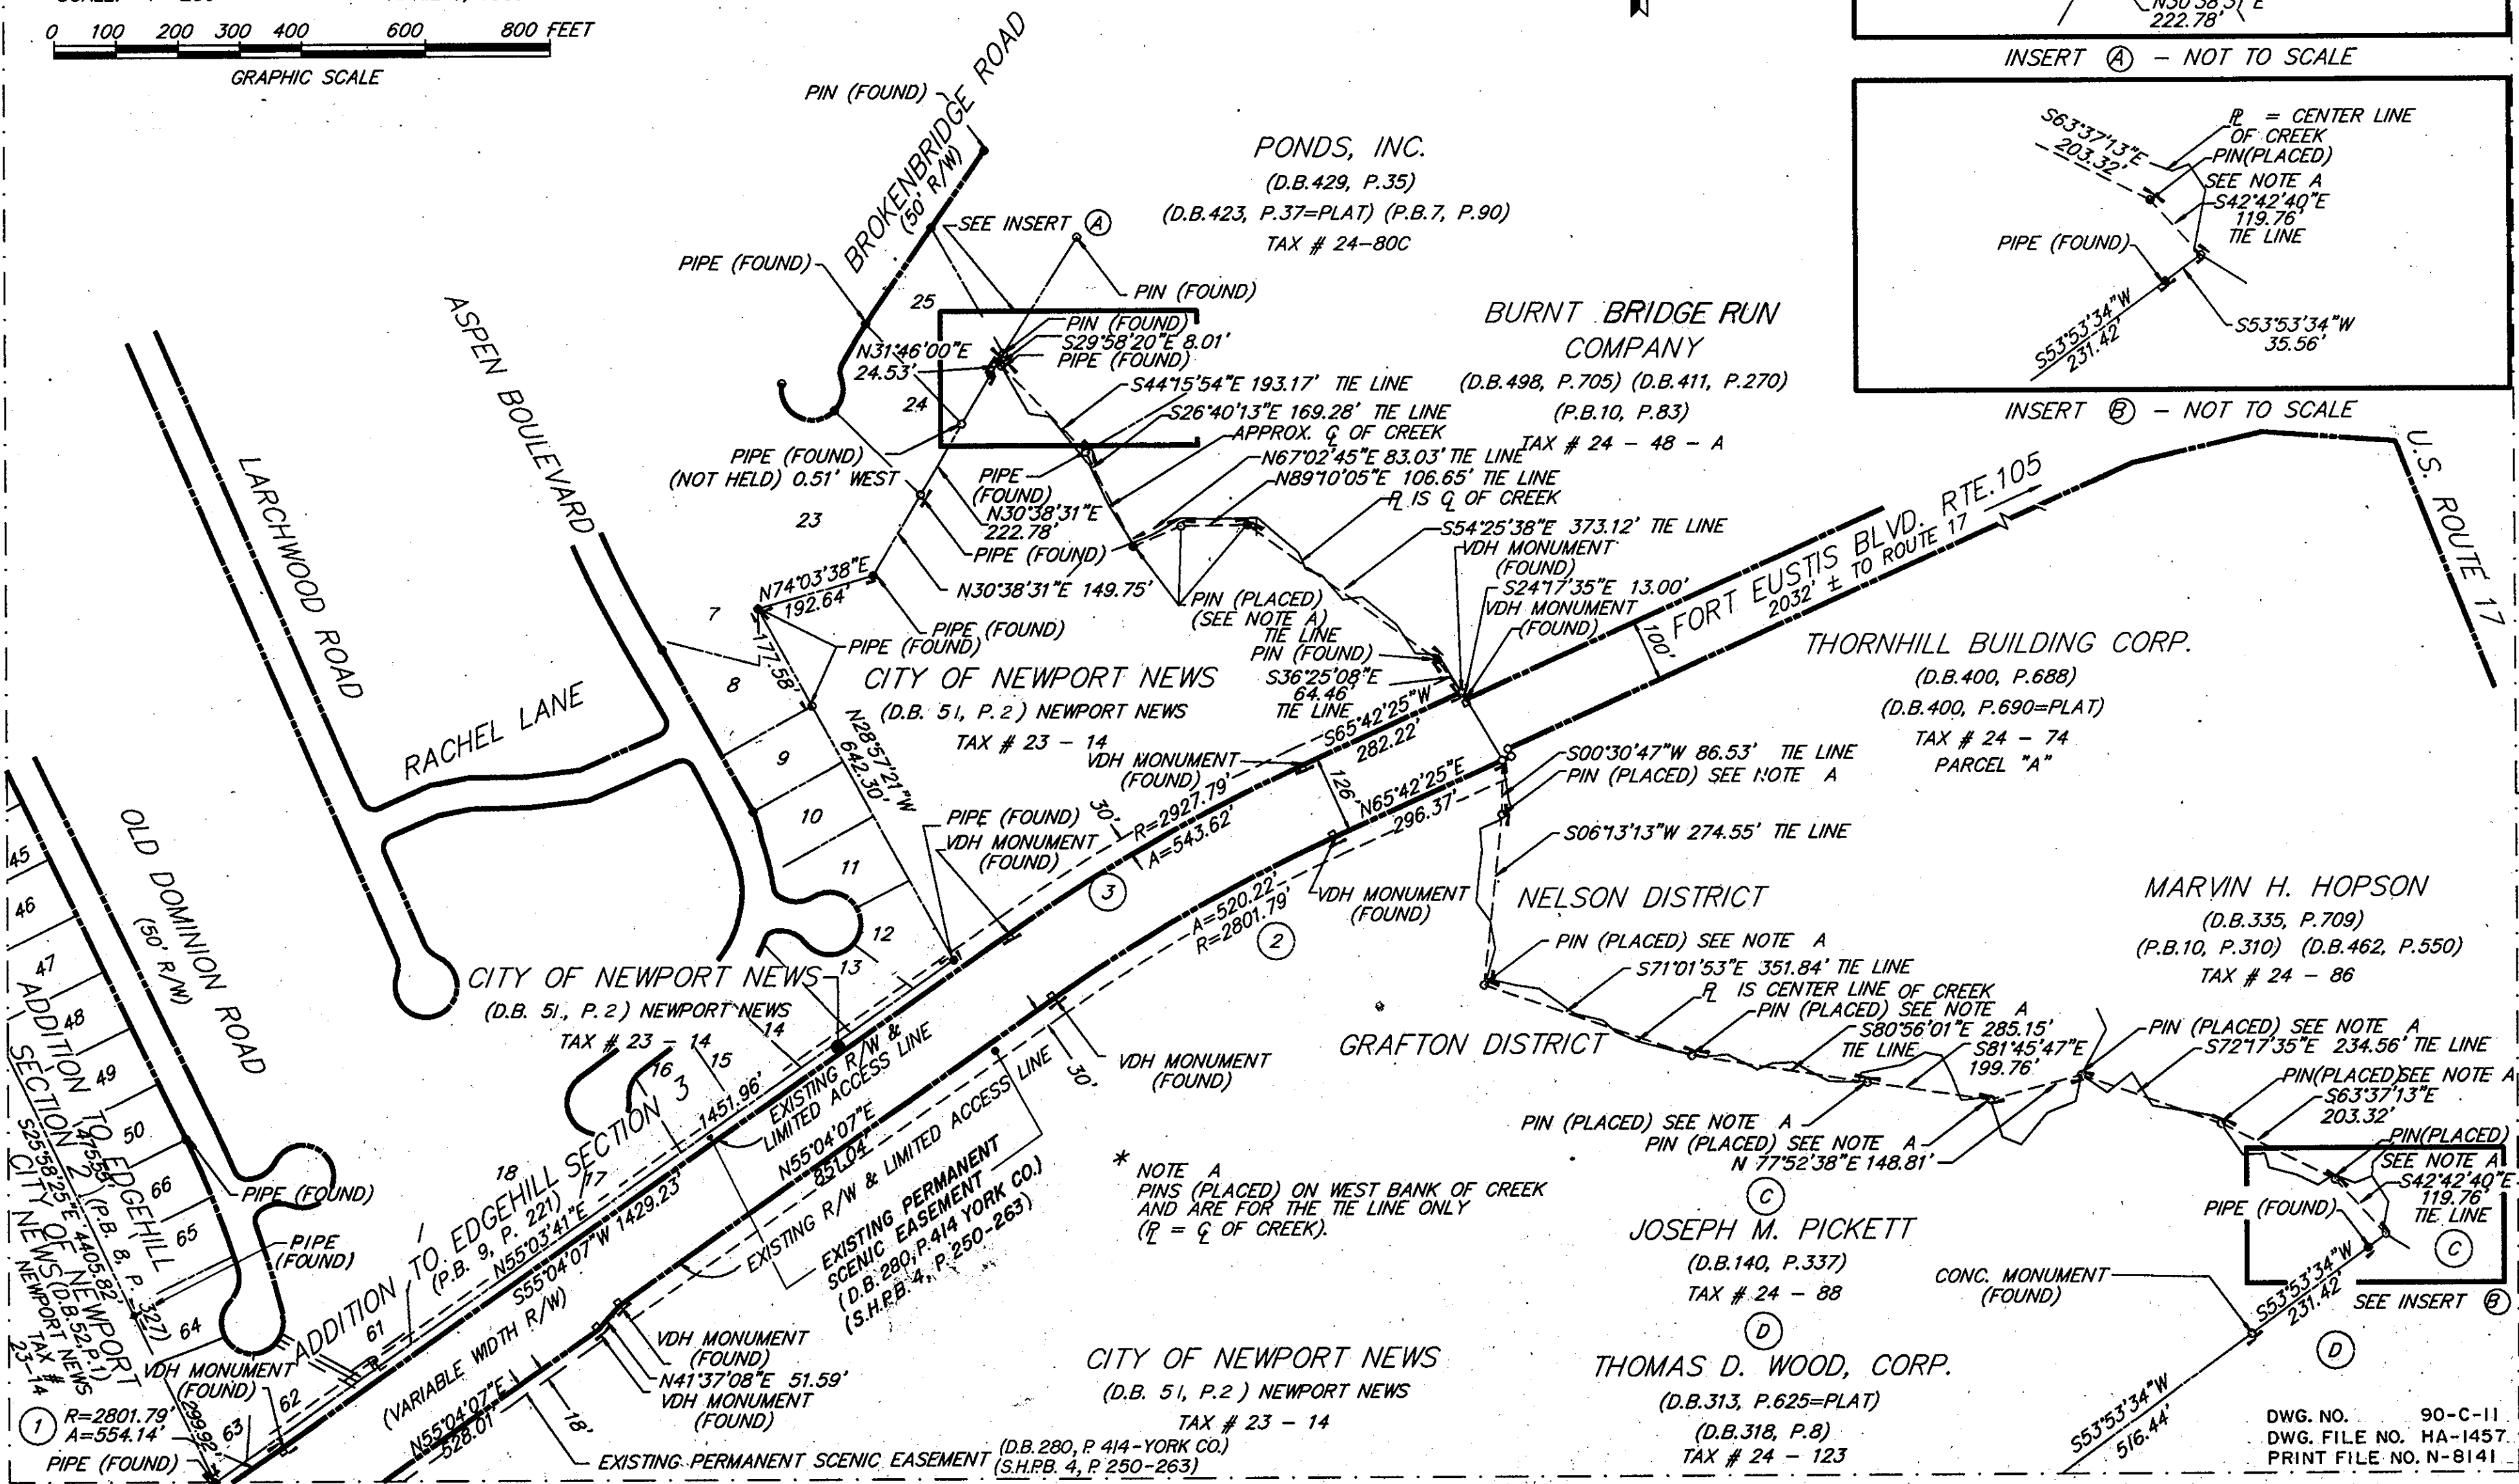 0 100 200 300 400 600 800 FEET
GRAPHIC SCALE
N30°38'31"E
222.78'
INSERT Ⓐ - NOT TO SCALE
S63°37'13"E
203.32'
= CENTER LINE
OF CREEK
PIN(PLACED)
SEE NOTE A
S42°42'40"E
119.76'
TIE LINE
PIPE (FOUND)
S53°53'34"W
231.42'
S53°53'34"W
35.56'
INSERT Ⓑ - NOT TO SCALE
PIN (FOUND)
BROKENBRIDGE ROAD
(50' R/W)
PONDS, INC.
(D.B.429, P.35)
(D.B.423, P.37=PLAT) (P.B.7, P.90)
TAX # 24-80C
SEE INSERT Ⓐ
PIPE (FOUND)
PIN (FOUND)
25
PIN (FOUND)
S29°58'20"E 8.01'
PIPE (FOUND)
N31°46'00"E
24.53'
24
S44°15'54"E 193.17' TIE LINE
S26°40'13"E 169.28' TIE LINE
APPROX. ℄ OF CREEK
N67°02'45"E 83.03' TIE LINE
N89°10'05"E 106.65' TIE LINE
IS ℄ OF CREEK
S54°25'38"E 373.12' TIE LINE
BURNT BRIDGE RUN
COMPANY
(D.B.498, P.705) (D.B.411, P.270)
(P.B.10, P.83)
TAX # 24 - 48 - A
PIPE (FOUND)
(NOT HELD) 0.51' WEST
PIPE
(FOUND)
N30°38'31"E
222.78'
23
PIPE (FOUND)
N30°38'31"E 149.75'
N74°03'38"E
192.64'
PIPE (FOUND)
PIPE (FOUND)
177.58'
PIN (PLACED)
(SEE NOTE A)
TIE LINE
PIN (FOUND)
S36°25'08"E
64.46'
TIE LINE
VDH MONUMENT
(FOUND)
S24°17'35"E 13.00'
VDH MONUMENT
(FOUND)
100'
FORT EUSTIS BLVD. RTE.105
2032' ± TO ROUTE 17
U.S. ROUTE 17
ASPEN BOULEVARD
LARCHWOOD ROAD
RACHEL LANE
OLD DOMINION ROAD
(50' R/W)
7
8
9
10
11
12
13
14
15
16
17
18
CITY OF NEWPORT NEWS
(D.B. 51, P.2 ) NEWPORT NEWS
TAX # 23 - 14
N28°57'21"W
642.30'
THORNHILL BUILDING CORP.
(D.B.400, P.688)
(D.B.400, P.690=PLAT)
TAX # 24 - 74
PARCEL "A"
S65°42'25"W
282.22'
VDH MONUMENT
(FOUND)
126'
N65°42'25"E
296.37'
S00°30'47"W 86.53' TIE LINE
PIN (PLACED) SEE NOTE A
S06°13'13"W 274.55' TIE LINE
PIPE (FOUND)
VDH MONUMENT
(FOUND)
30'
R=2927.79'
A=543.62'
③
A=520.22'
R=2801.79'
②
VDH MONUMENT
(FOUND)
NELSON DISTRICT
GRAFTON DISTRICT
MARVIN H. HOPSON
(D.B.335, P.709)
(P.B.10, P.310) (D.B.462, P.550)
TAX # 24 - 86
PIN (PLACED) SEE NOTE A
S71°01'53"E 351.84' TIE LINE
IS CENTER LINE OF CREEK
PIN (PLACED) SEE NOTE A
S80°56'01"E 285.15'
TIE LINE
S81°45'47"E
199.76'
PIN (PLACED) SEE NOTE A
S72°17'35"E 234.56' TIE LINE
PIN(PLACED)SEE NOTE A
S63°37'13"E
203.32'
PIN (PLACED) SEE NOTE A
PIN (PLACED) SEE NOTE A
N 77°52'38"E 148.81'
PIN(PLACED)
SEE NOTE A
S42°42'40"E
119.76'
TIE LINE
PIPE (FOUND)
Ⓒ
SEE INSERT Ⓑ
CITY OF NEWPORT NEWS
(D.B. 51, P.2 ) NEWPORT NEWS
TAX # 23 - 14
1451.96'
EXISTING R/W &
LIMITED ACCESS LINE
VDH MONUMENT
(FOUND)
30'
N55°04'07"E
851.04'
EXISTING R/W & LIMITED ACCESS LINE
EXISTING PERMANENT
SCENIC EASEMENT
(D.B.280, P.414 YORK CO.)
(S.H.P.B. 4, P. 250-263)
* NOTE A
PINS (PLACED) ON WEST BANK OF CREEK
AND ARE FOR THE TIE LINE ONLY
( = ℄ OF CREEK).
Ⓒ
JOSEPH M. PICKETT
(D.B.140, P.337)
TAX # 24 - 88
Ⓓ
THOMAS D. WOOD, CORP.
(D.B.313, P.625=PLAT)
(D.B.318, P.8)
TAX # 24 - 123
CONC. MONUMENT
(FOUND)
S53°53'34"W
231.42'
Ⓓ
S53°53'34"W
516.44'
45
46
47
48
49
50
66
65
64
63
62
61
ADDITION TO EDGEHILL
SECTION 2 (P.B. 8, P. 327)
1475.55'
S25°58'25"E 4405.82'
CITY OF NEWPORT
NEWS (D.B.52, P.1)
NEWPORT NEWS
TAX #
23-14
PIPE (FOUND)
PIPE
(FOUND)
ADDITION TO EDGEHILL SECTION 3
(P.B. 9, P. 221)
N55°03'41"E
S55°04'07"W 1429.23'
(VARIABLE WIDTH R/W)
VDH MONUMENT
(FOUND)
① R=2801.79'
A=554.14'
299.92'
PIPE (FOUND)
VDH MONUMENT
(FOUND)
N41°37'08"E 51.59'
VDH MONUMENT
(FOUND)
N55°04'07"E
528.01'
18'
EXISTING PERMANENT SCENIC EASEMENT (D.B.280, P. 414-YORK CO.)
(S.H.P.B. 4, P. 250-263)
CITY OF NEWPORT NEWS
(D.B. 51, P.2 ) NEWPORT NEWS
TAX # 23 - 14
DWG. NO. 90-C-11
DWG. FILE NO. HA-1457
PRINT FILE NO. N-8141